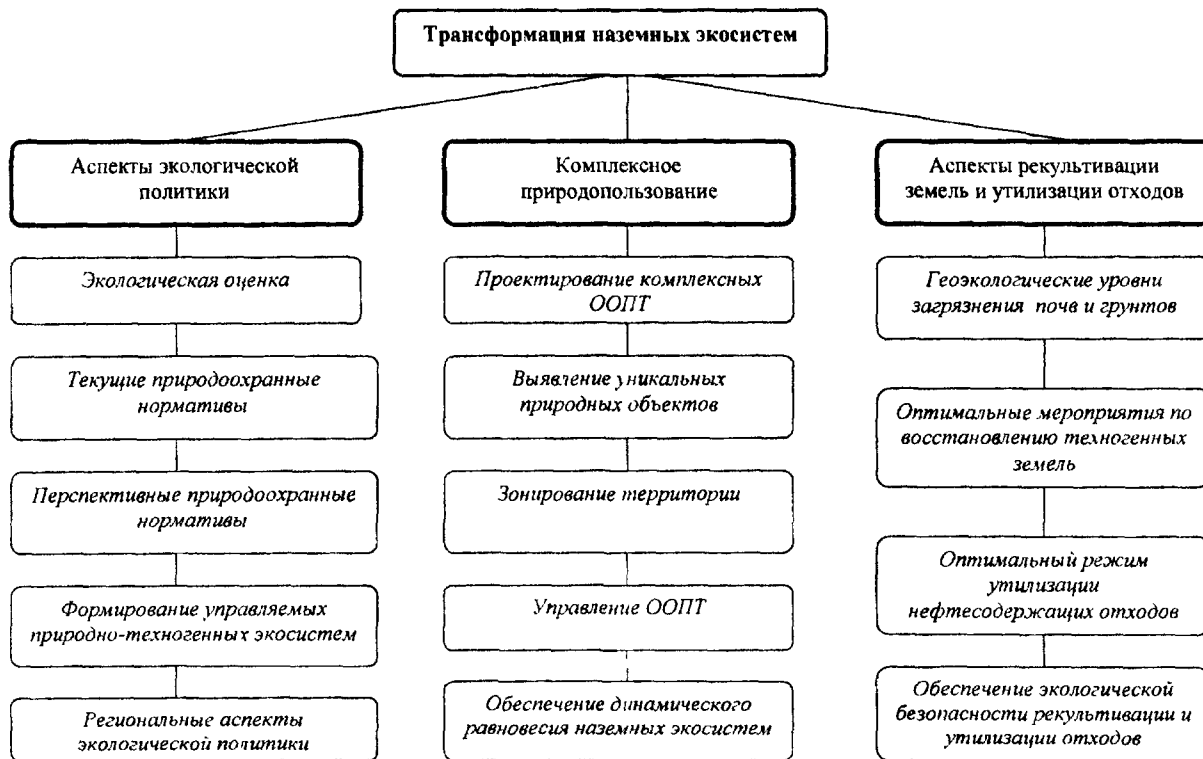 Трансформация наземных экосистем
Аспекты экологической
политики
Экологическая оценка
Текущие природоохранные
нормативы
Перспективные природоохранные
нормативы
Формирование управляемых
природно-техногенных экосистем
Региональные аспекты
экологической политики
Комплексное
природопользование
Проектирование комплексных
ООПТ
Выявление уникальных
природных объектов
Зонирование территории
Управление ООПТ
Обеспечение динамического
равновесия наземных экосистем
Аспекты рекультивации
земель и утилизации отходов
Геоэкологические уровни
загрязнения почв и грунтов
Оптимальные мероприятия по
восстановлению техногенных
земель
Оптимальный режим
утилизации
нефтесодержащих отходов
Обеспечение экологической
безопасности рекультивации и
утилизации отходов